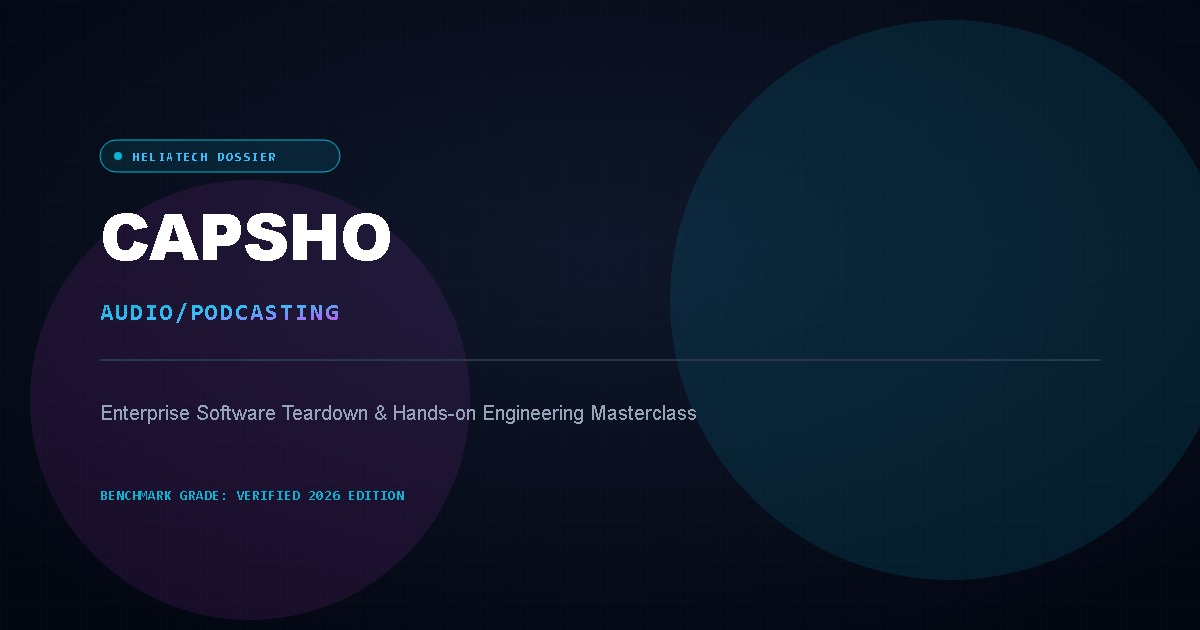 HELIATECH DOSSIER
CAPSHO
AUDIO/PODCASTING
Enterprise Software Teardown & Hands-on Engineering Masterclass
BENCHMARK GRADE: VERIFIED 2026 EDITION